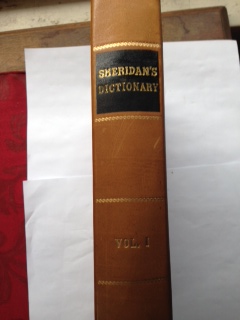 SHERIDAN'S
DICTIONARY
VOL. I